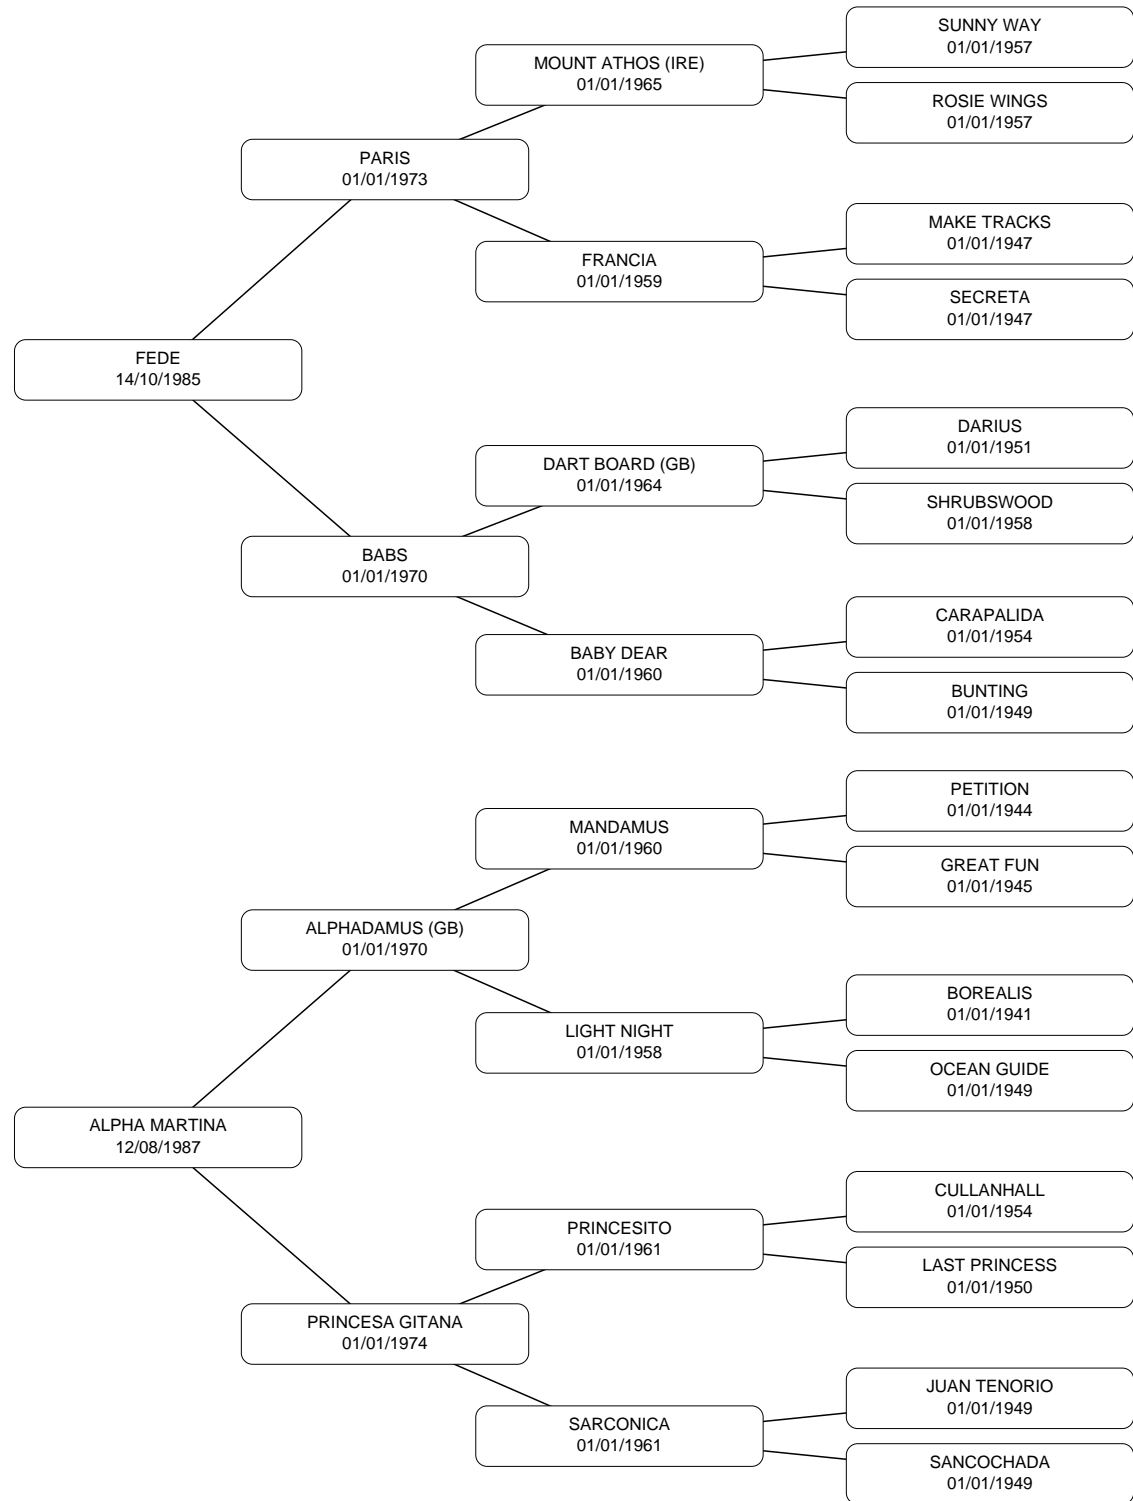 SUNNY WAY
01/01/1957
MOUNT ATHOS (IRE)
01/01/1965
ROSIE WINGS
01/01/1957
PARIS
01/01/1973
MAKE TRACKS
01/01/1947
FRANCIA
01/01/1959
SECRETA
01/01/1947
FEDE
14/10/1985
DARIUS
01/01/1951
DART BOARD (GB)
01/01/1964
SHRUBSWOOD
01/01/1958
BABS
01/01/1970
CARAPALIDA
01/01/1954
BABY DEAR
01/01/1960
BUNTING
01/01/1949
PETITION
01/01/1944
MANDAMUS
01/01/1960
GREAT FUN
01/01/1945
ALPHADAMUS (GB)
01/01/1970
BOREALIS
01/01/1941
LIGHT NIGHT
01/01/1958
OCEAN GUIDE
01/01/1949
ALPHA MARTINA
12/08/1987
CULLANHALL
01/01/1954
PRINCESITO
01/01/1961
LAST PRINCESS
01/01/1950
PRINCESA GITANA
01/01/1974
JUAN TENORIO
01/01/1949
SARCONICA
01/01/1961
SANCOCHADA
01/01/1949